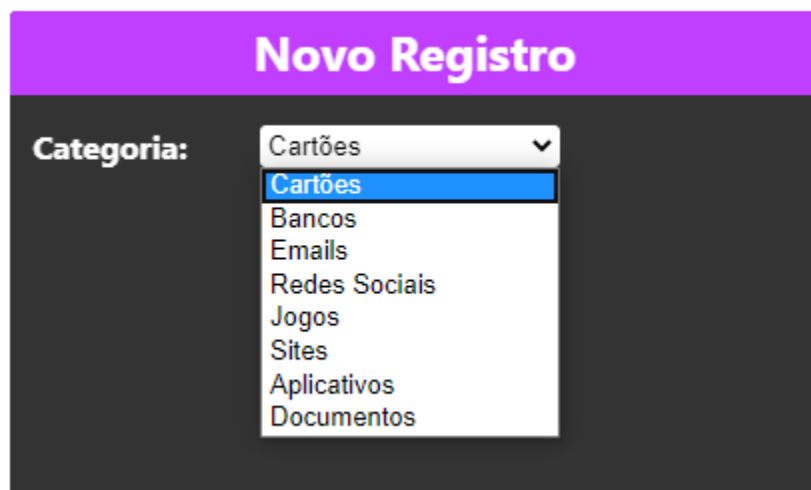 Novo Registro
Categoria:
Cartões
Cartões
Bancos
Emails
Redes Sociais
Jogos
Sites
Aplicativos
Documentos